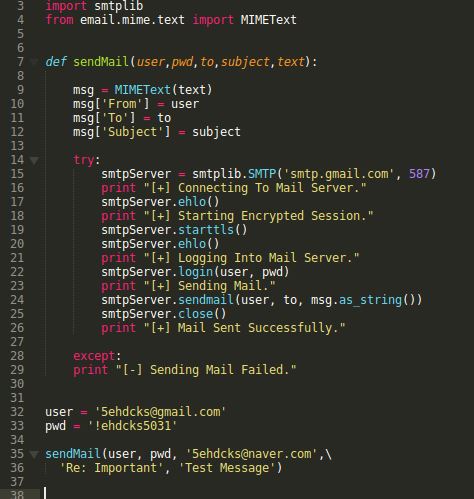 3 import smtplib
4 from email.mime.text import MIMEText
5
6
7 def sendMail(user,pwd,to,subject,text):
8
9 msg = MIMEText(text)
10 msg['From'] = user
11 msg['To'] = to
12 msg['Subject'] = subject
13
14 try:
15 smtpServer = smtplib.SMTP('smtp.gmail.com', 587)
16 print "[+] Connecting To Mail Server."
17 smtpServer.ehlo()
18 print "[+] Starting Encrypted Session."
19 smtpServer.starttls()
20 smtpServer.ehlo()
21 print "[+] Logging Into Mail Server."
22 smtpServer.login(user, pwd)
23 print "[+] Sending Mail."
24 smtpServer.sendmail(user, to, msg.as_string())
25 smtpServer.close()
26 print "[+] Mail Sent Successfully."
27
28 except:
29 print "[-] Sending Mail Failed."
30
31
32 user = '5ehdcks@gmail.com'
33 pwd = '!ehdcks5031'
34
35 sendMail(user, pwd, '5ehdcks@naver.com',\
36 'Re: Important', 'Test Message')
37
38